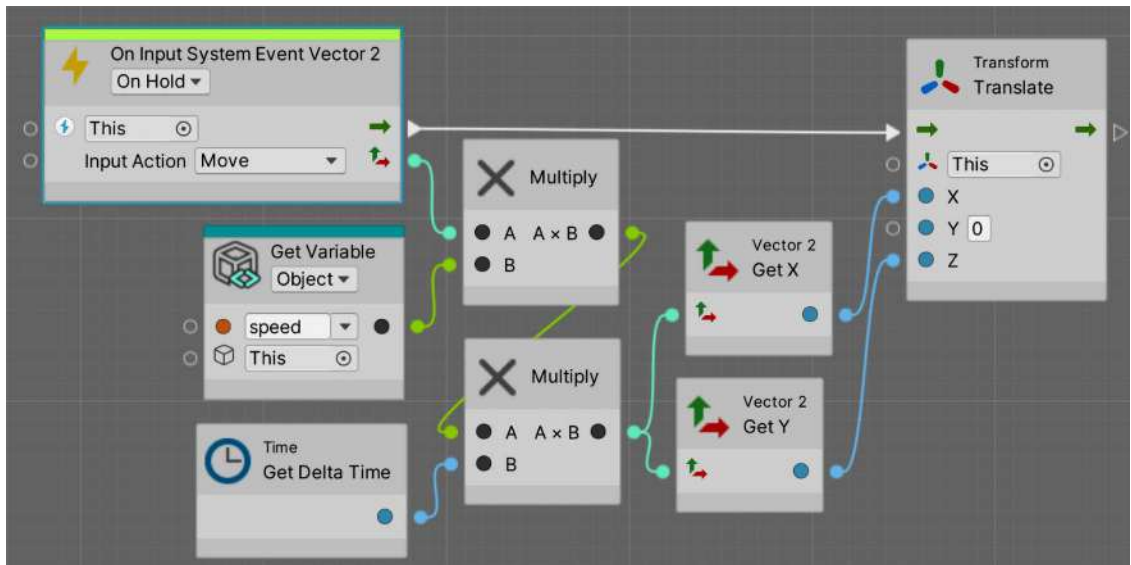 On Input System Event Vector 2
On Hold
This
Input Action Move
Multiply
A A × B
B
Get Variable
Object
speed
This
Multiply
A A × B
B
Time
Get Delta Time
Vector 2
Get X
Vector 2
Get Y
Transform
Translate
This
X
Y 0
Z